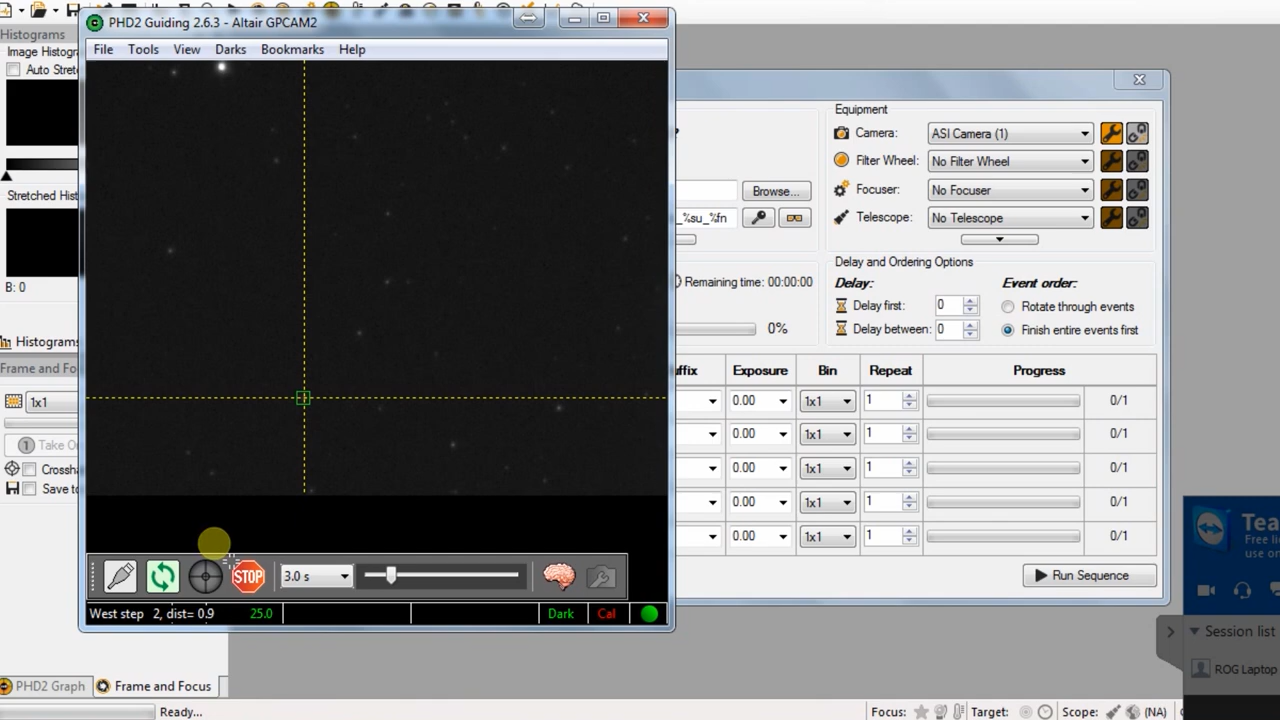 PHD2 Guiding 2.6.3 - Altair GPCAM2
File Tools View Darks Bookmarks Help
3.0 s
STOP
West step 2, dist= 0.9 25.0 Dark Cal
Histograms
Image Histogr
Auto Stret
Stretched Hist
B: 0
Histograms
Frame and Fo
1x1
1 Take O
Crossha
Save to
PHD2 Graph Frame and Focus
Browse...
_%su_%fn
Remaining time: 00:00:00
0%
Equipment
Camera: ASI Camera (1)
Filter Wheel: No Filter Wheel
Focuser: No Focuser
Telescope: No Telescope
Delay and Ordering Options
Delay: Event order:
Delay first: 0 Rotate through events
Delay between: 0 Finish entire events first
uffix Exposure Bin Repeat Progress
0.00 1x1 1 0/1
0.00 1x1 1 0/1
0.00 1x1 1 0/1
0.00 1x1 1 0/1
0.00 1x1 1 0/1
Run Sequence
Tea
Free li
use on
Session list
ROG Laptop
Ready... Focus: Target: Scope: (NA)